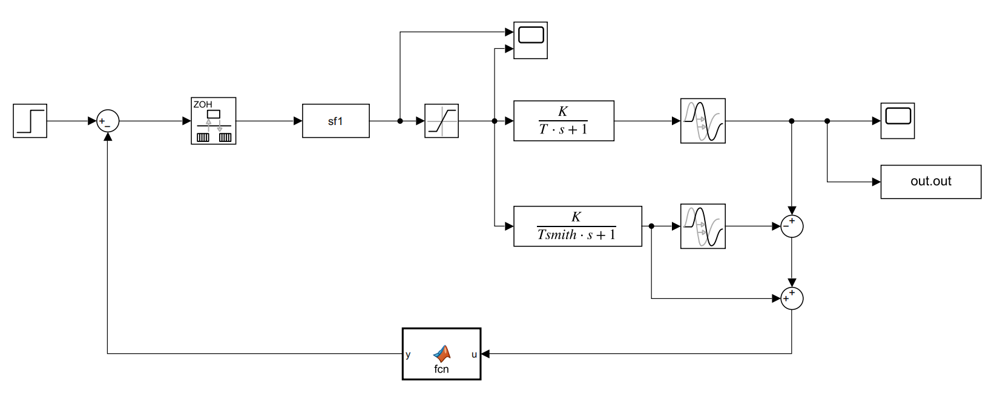 ZOH
sf1
K
T · s + 1
out.out
K
Tsmith · s + 1
y
u
fcn